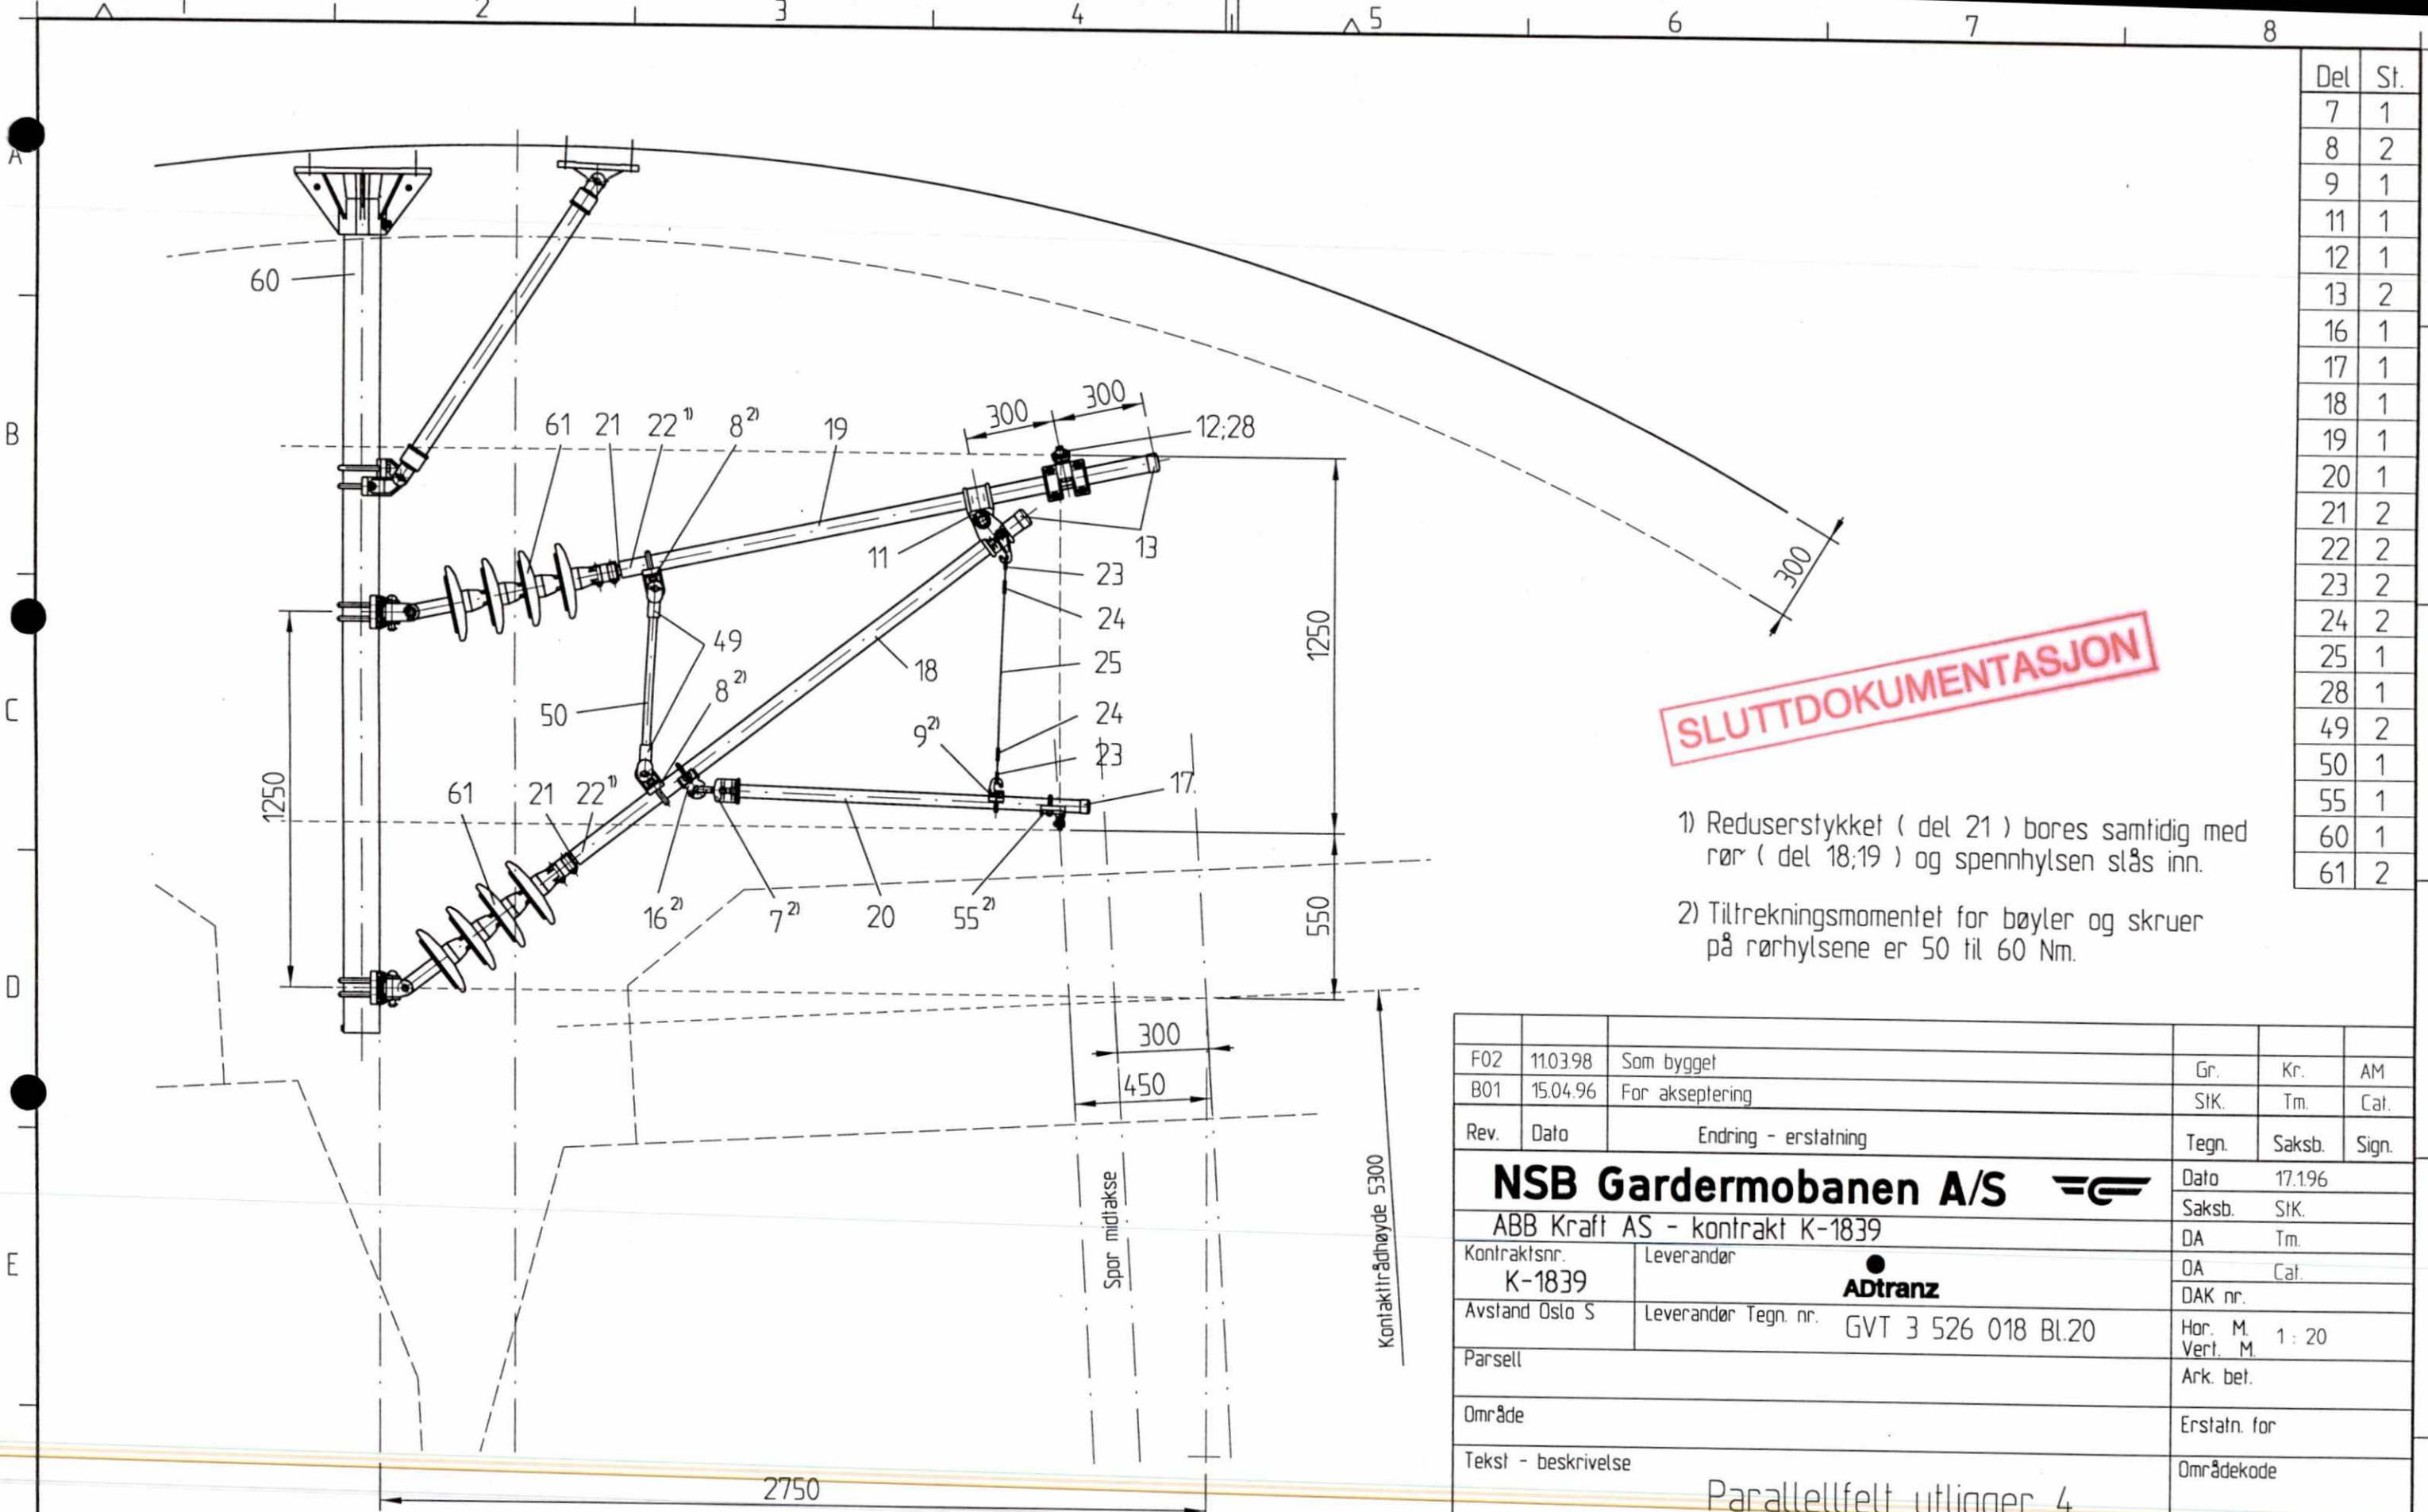 2 3 4 5 6 7 8
A
B
C
D
E
Del St.
7 1
8 2
9 1
11 1
12 1
13 2
16 1
17 1
18 1
19 1
20 1
21 2
22 2
23 2
24 2
25 1
28 1
49 2
50 1
55 1
60 1
61 2
60
61 21 22 1) 8 2) 19
300 300
12;28
11
13
23
24
25
24
23
18
49
50
8 2)
9 2)
17
61 21 22 1)
16 2) 7 2) 20 55 2)
1250
1250
550
300
300
450
2750
Spor midtakse
Kontakttrådhøyde 5300
SLUTTDOKUMENTASJON
1) Reduserstykket ( del 21 ) bores samtidig med
rør ( del 18;19 ) og spennhylsen slås inn.
2) Tiltrekningsmomentet for bøyler og skruer
på rørhylsene er 50 til 60 Nm.
F02 11.03.98 Som bygget Gr. Kr. AM
B01 15.04.96 For akseptering StK. Tm. Cat.
Rev. Dato Endring - erstatning Tegn. Saksb. Sign.
NSB Gardermobanen A/S
ABB Kraft AS - kontrakt K-1839
Kontraktsnr.
K-1839
Leverandør
ADtranz
Avstand Oslo S
Leverandør Tegn. nr. GVT 3 526 018 Bl.20
Parsell
Område
Tekst - beskrivelse
Parallellfelt utligger 4
Dato 17.1.96
Saksb. StK.
DA Tm.
OA Cat.
DAK nr.
Hor. M.
Vert. M. 1 : 20
Ark. bet.
Erstatn. for
Områdekode